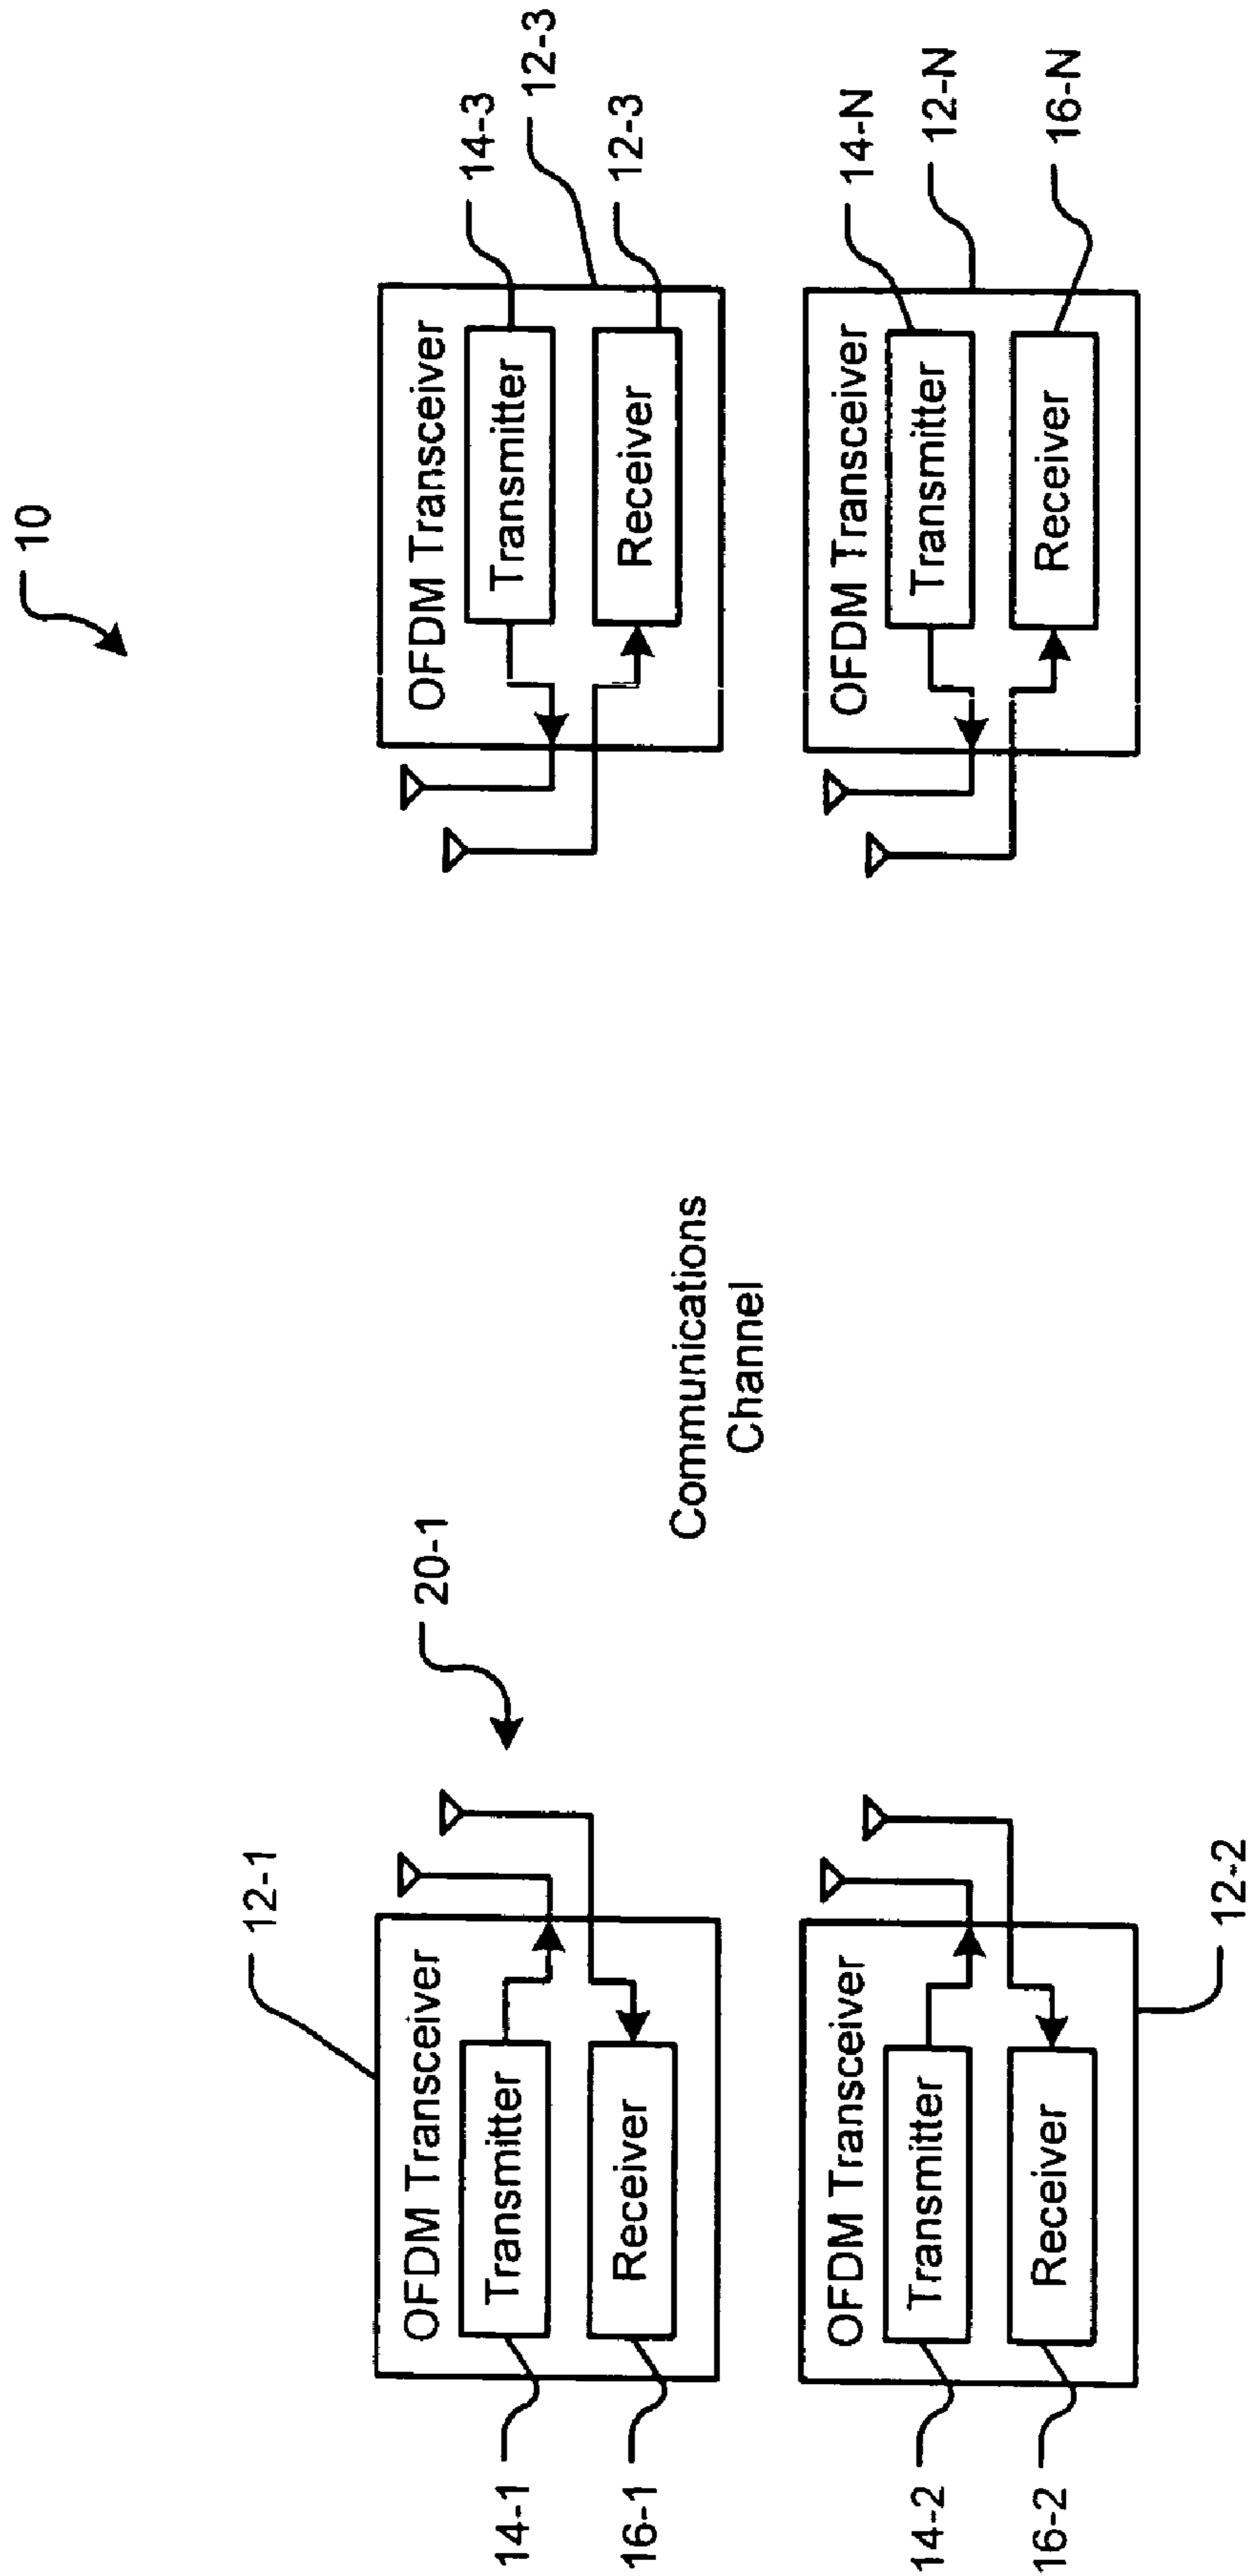 10
12-1
OFDM Transceiver
Transmitter
Receiver
14-1
16-1
20-1
OFDM Transceiver
Transmitter
Receiver
14-2
16-2
12-2
Communications
Channel
OFDM Transceiver
Transmitter
Receiver
14-3
12-3
12-3
OFDM Transceiver
Transmitter
Receiver
14-N
12-N
16-N